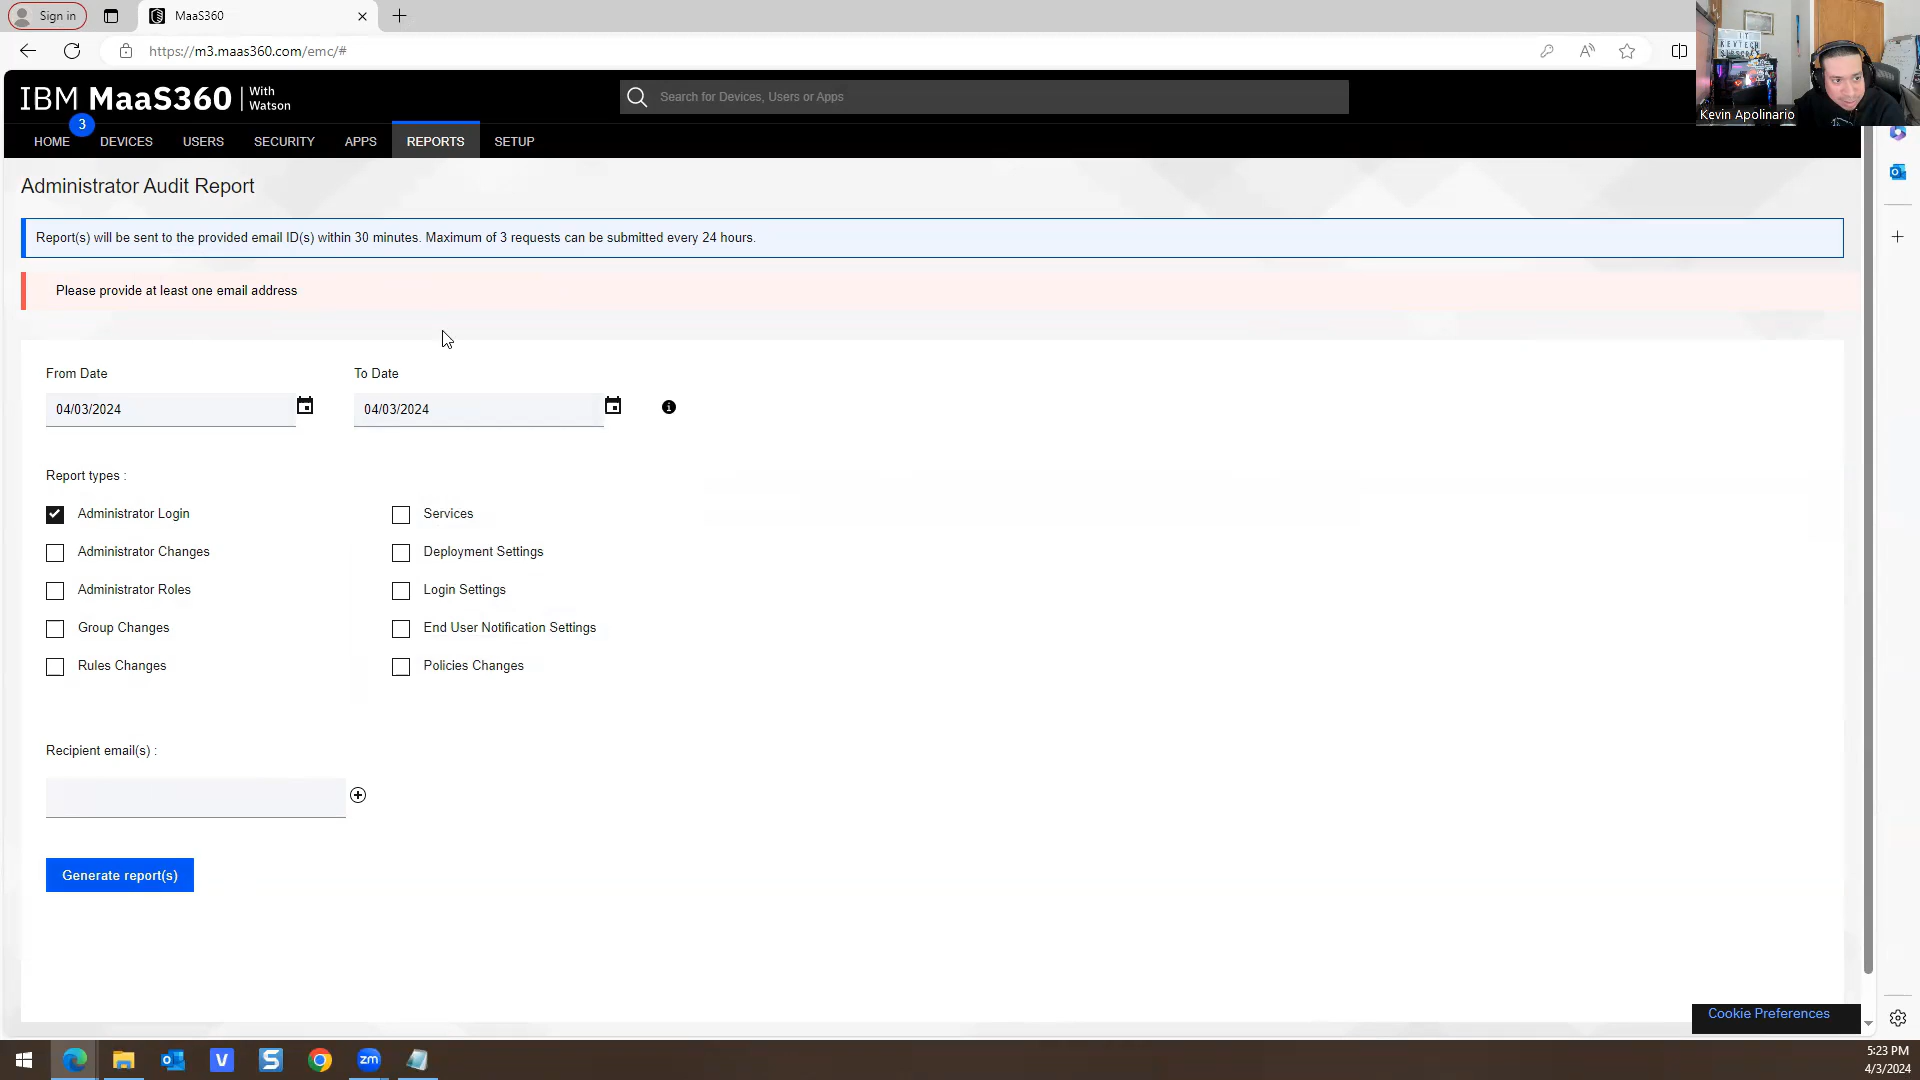 Sign in
MaaS360
https://m3.maas360.com/emc/#
IT
KEVTECH
Kevin Apolinario
IBM MaaS360 | With Watson
Search for Devices, Users or Apps
3
HOME DEVICES USERS SECURITY APPS REPORTS SETUP
Administrator Audit Report
Report(s) will be sent to the provided email ID(s) within 30 minutes. Maximum of 3 requests can be submitted every 24 hours.
Please provide at least one email address
From Date To Date
04/03/2024 04/03/2024
Report types :
Administrator Login Services
Administrator Changes Deployment Settings
Administrator Roles Login Settings
Group Changes End User Notification Settings
Rules Changes Policies Changes
Recipient email(s) :
Generate report(s)
Cookie Preferences
V S zm
5:23 PM
4/3/2024